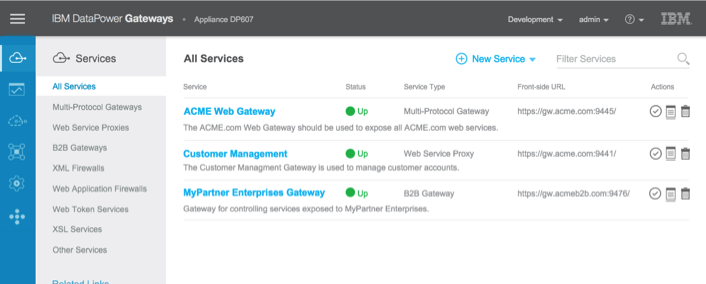 IBM DataPower Gateways • Appliance DP607
Development admin ? IBM
Services
All Services
Multi-Protocol Gateways
Web Service Proxies
B2B Gateways
XML Firewalls
Web Application Firewalls
Web Token Services
XSL Services
Other Services
Related Links
All Services
New Service Filter Services
Service Status Service Type Front-side URL Actions
ACME Web Gateway Up Multi-Protocol Gateway https://gw.acme.com:9445/
The ACME.com Web Gateway should be used to expose all ACME.com web services.
Customer Management Up Web Service Proxy https://gw.acme.com:9441/
The Customer Managment Gateway is used to manage customer accounts.
MyPartner Enterprises Gateway Up B2B Gateway https://gw.acmeb2b.com:9476/
Gateway for controlling services exposed to MyPartner Enterprises.